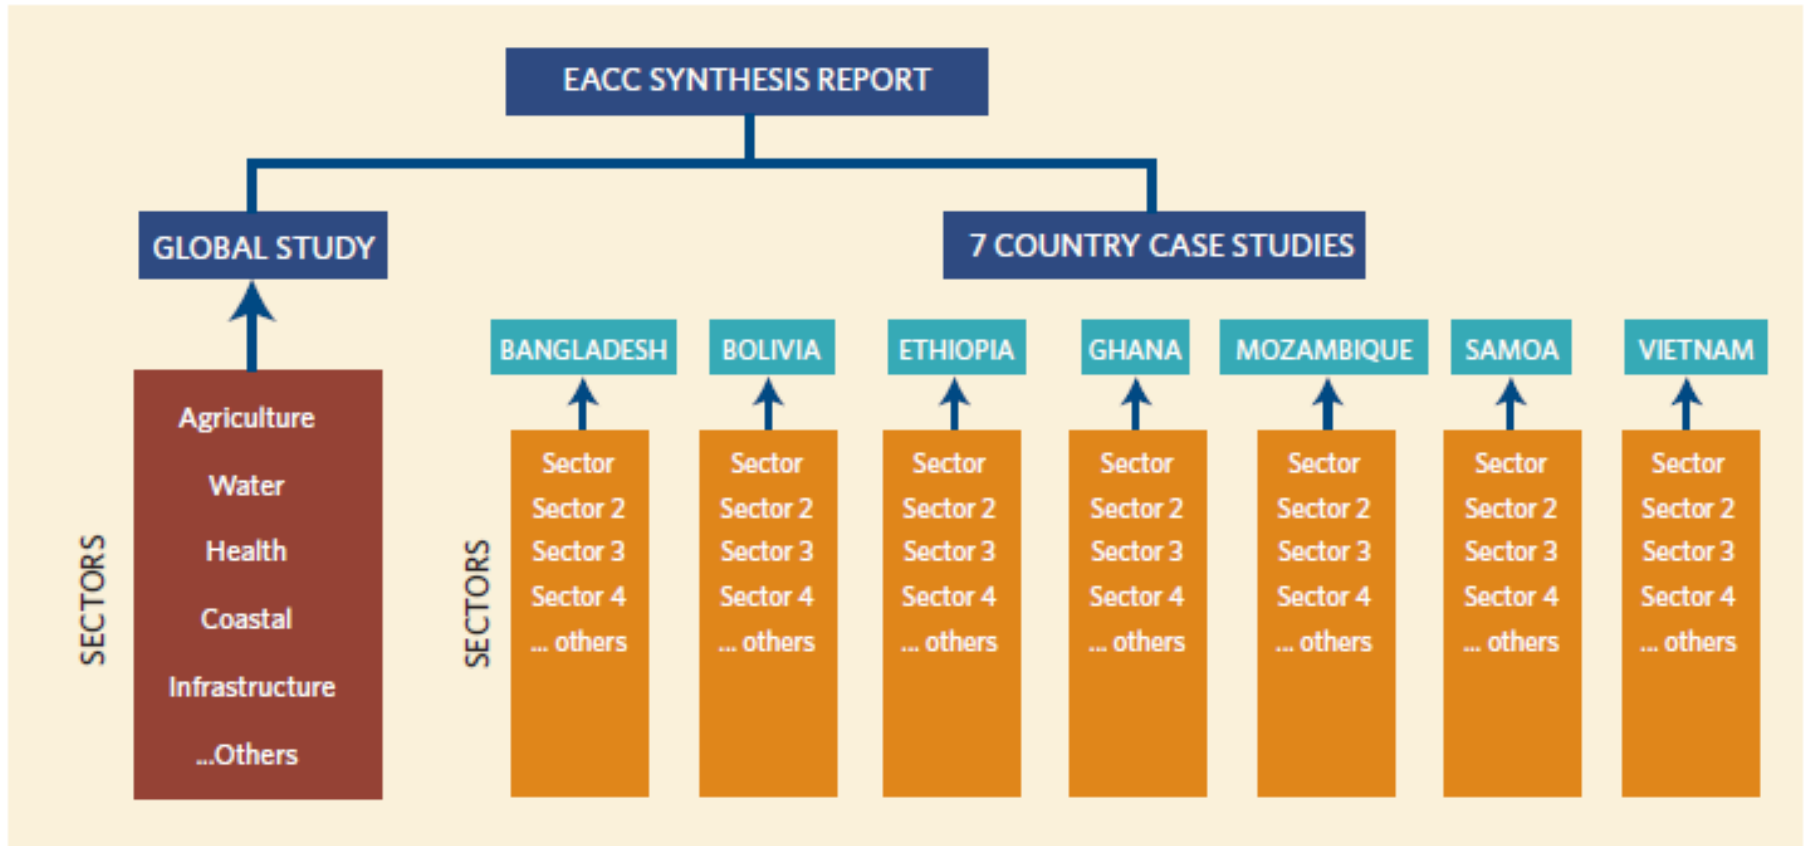 EACC SYNTHESIS REPORT
GLOBAL STUDY
7 COUNTRY CASE STUDIES
SECTORS
Agriculture
Water
Health
Coastal
Infrastructure
...Others
SECTORS
BANGLADESH
Sector
Sector 2
Sector 3
Sector 4
... others
BOLIVIA
Sector
Sector 2
Sector 3
Sector 4
... others
ETHIOPIA
Sector
Sector 2
Sector 3
Sector 4
... others
GHANA
Sector
Sector 2
Sector 3
Sector 4
... others
MOZAMBIQUE
Sector
Sector 2
Sector 3
Sector 4
... others
SAMOA
Sector
Sector 2
Sector 3
Sector 4
... others
VIETNAM
Sector
Sector 2
Sector 3
Sector 4
... others